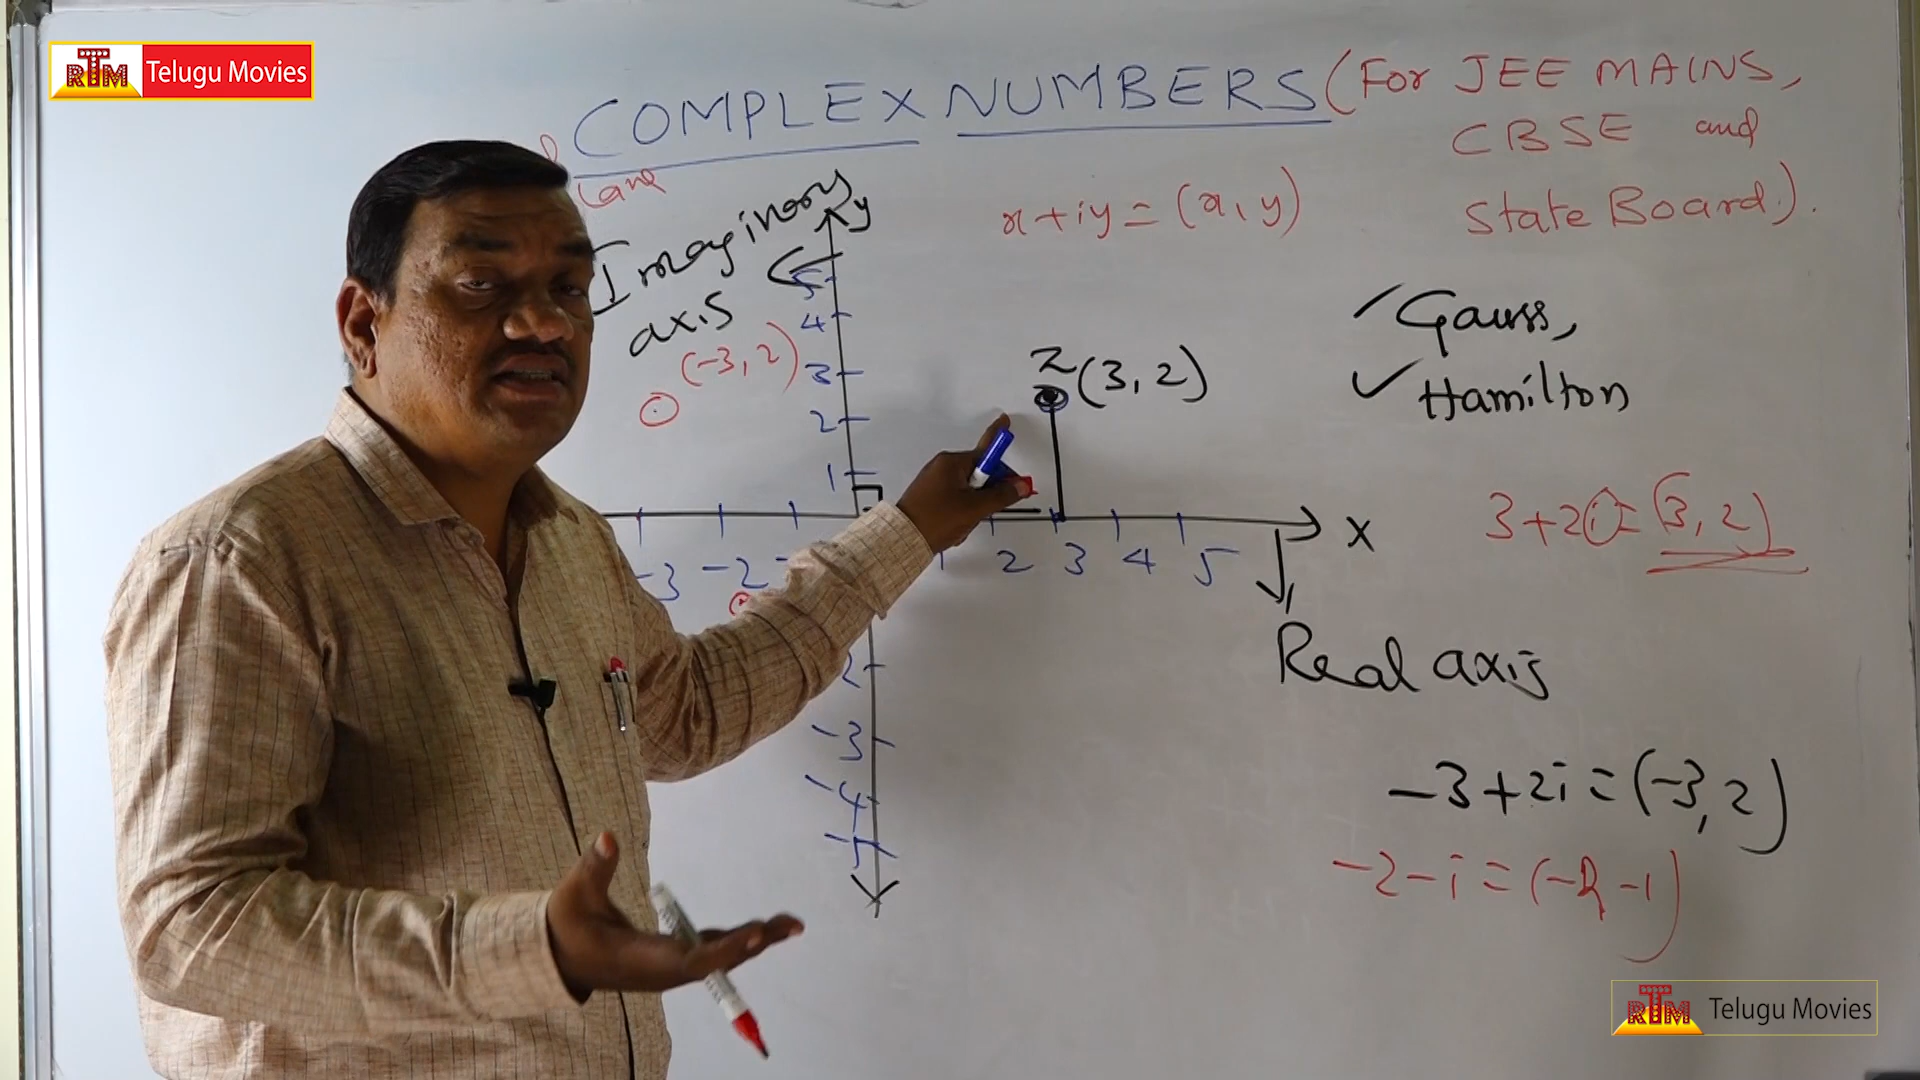 RTM Telugu Movies
COMPLEX NUMBERS (For JEE MAINS,
CBSE and
State Board).
x+iy = (x, y)
Imaginary
axis
y
5
4
3
2
1
(-3, 2)
Z (3, 2)
Gauss,
Hamilton
3+2i = (3, 2)
-3 -2 1 2 3 4 5 X
Real axis
2
-3
-4
-5
-3+2i = (-3, 2)
-2-i = (-2, -1)
RTM Telugu Movies